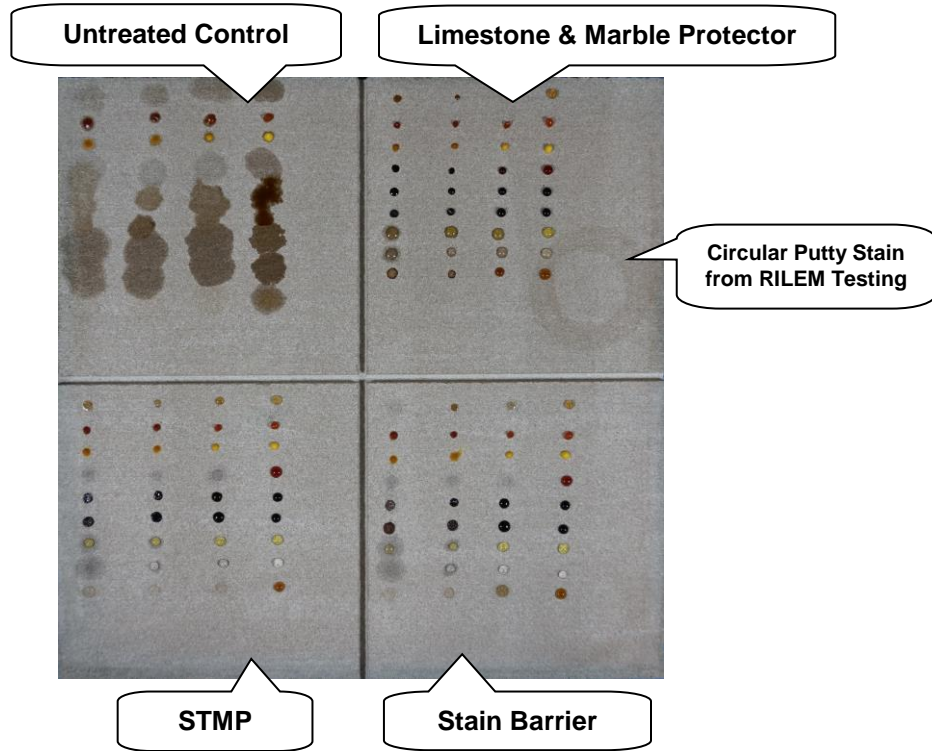 Untreated Control
Limestone & Marble Protector
Circular Putty Stain
from RILEM Testing
STMP
Stain Barrier